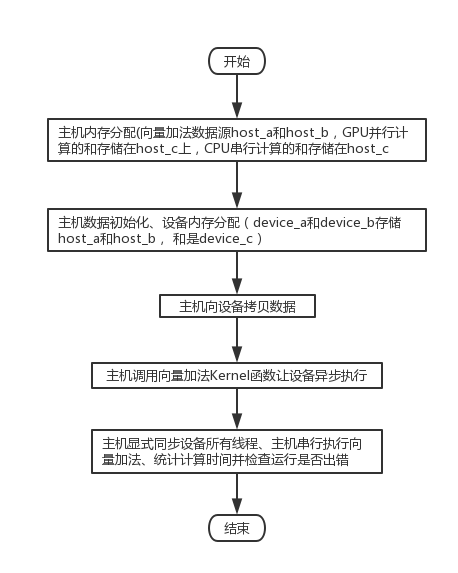 开始
主机内存分配(向量加法数据源host_a和host_b，GPU并行计
算的和存储在host_c上，CPU串行计算的和存储在host_c
主机数据初始化、设备内存分配（device_a和device_b存储
host_a和host_b， 和是device_c）
主机向设备拷贝数据
主机调用向量加法Kernel函数让设备异步执行
主机显式同步设备所有线程、主机串行执行向
量加法、统计计算时间并检查运行是否出错
结束